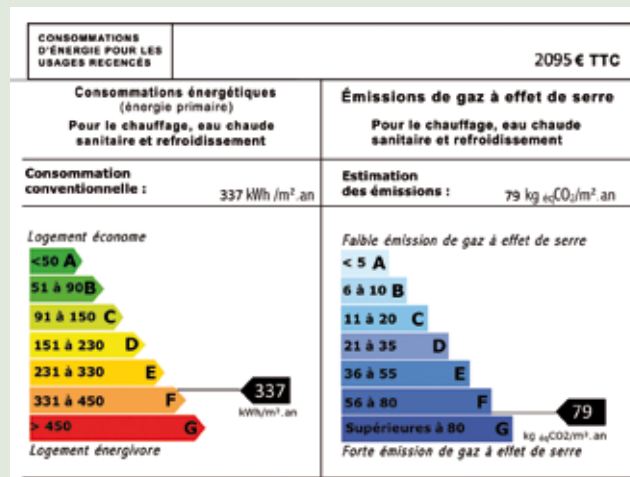 CONSOMMATIONS
D'ÉNERGIE POUR LES
USAGES RECENCÉS
2095 € TTC
Consommations énergétiques
(énergie primaire)
Pour le chauffage, eau chaude
sanitaire et refroidissement
Émissions de gaz à effet de serre
Pour le chauffage, eau chaude
sanitaire et refroidissement
Consommation
conventionnelle :
337 kWh /m².an
Estimation
des émissions :
79 kg éqCO2/m².an
Logement économe
<50 A
51 à 90 B
91 à 150 C
151 à 230 D
231 à 330 E
331 à 450 F
> 450 G
337
kWh/m².an
Logement énergivore
Faible émission de gaz à effet de serre
< 5 A
6 à 10 B
11 à 20 C
21 à 35 D
36 à 55 E
56 à 80 F
Supérieures à 80 G
79
kg éqCO2/m².an
Forte émission de gaz à effet de serre